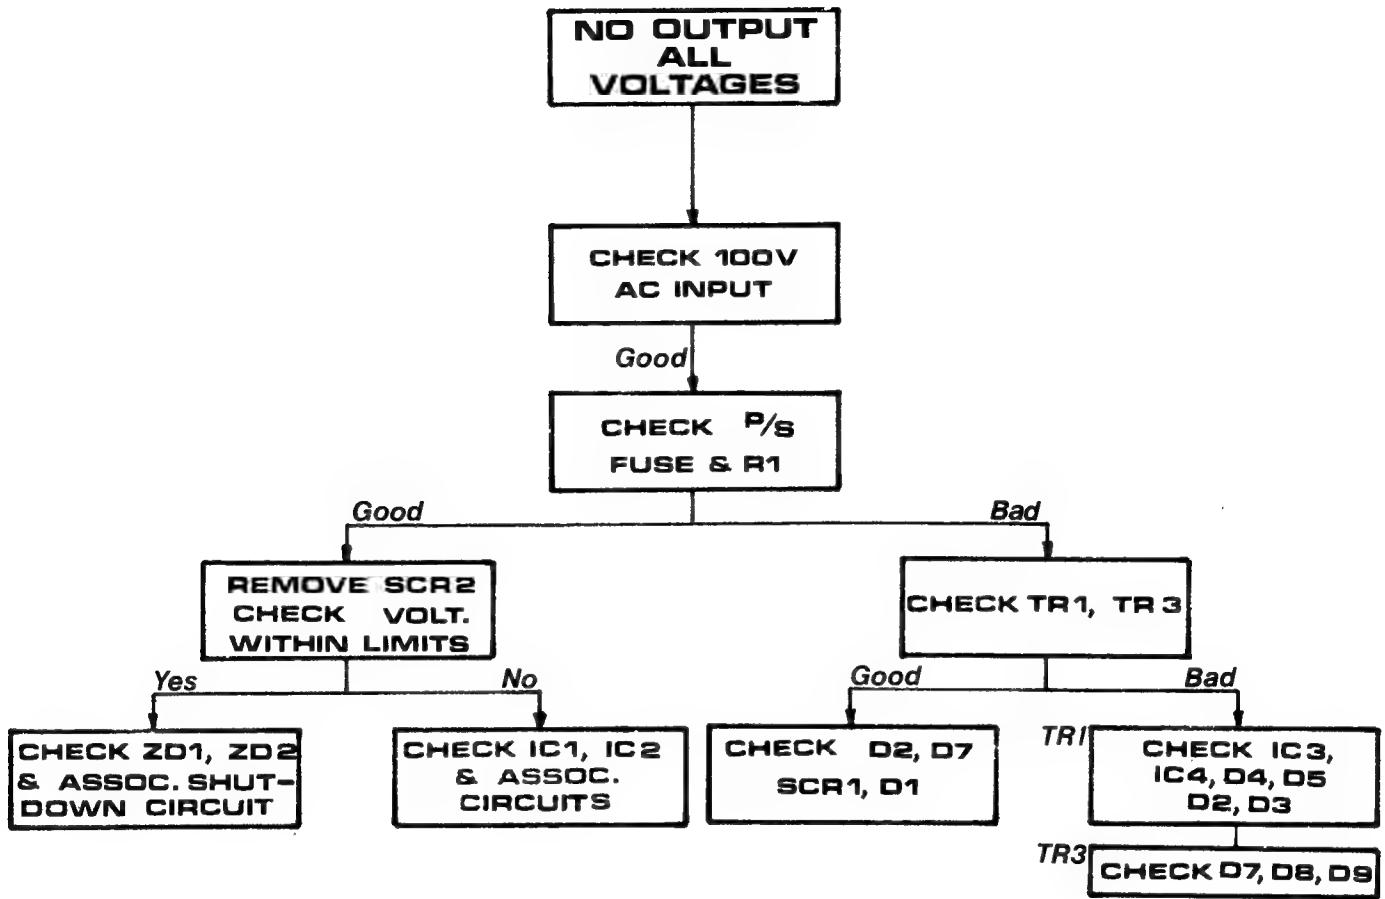 NO OUTPUT
ALL
VOLTAGES
CHECK 100V
AC INPUT
Good
CHECK P/S
FUSE & R1
Good
Bad
REMOVE SCR2
CHECK VOLT.
WITHIN LIMITS
CHECK TR1, TR3
Yes
No
Good
Bad
CHECK ZD1, ZD2
& ASSOC. SHUT-
DOWN CIRCUIT
CHECK IC1, IC2
& ASSOC.
CIRCUITS
CHECK D2, D7
SCR1, D1
TR1
CHECK IC3,
IC4, D4, D5
D2, D3
TR3
CHECK D7, D8, D9